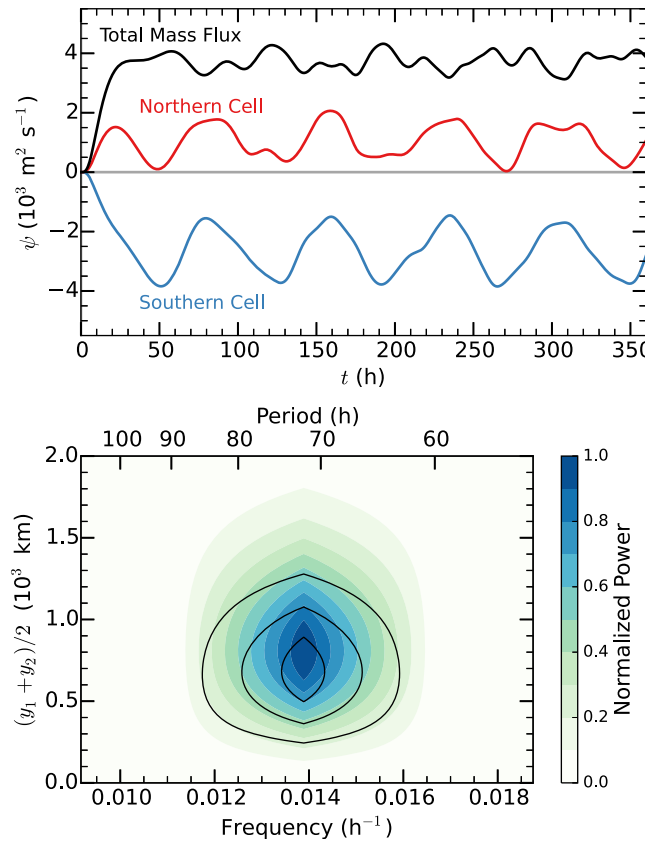 Total Mass Flux
Northern Cell
Southern Cell
4
2
0
−2
−4
ψ (10³ m² s⁻¹)
0 50 100 150 200 250 300 350
t (h)
Period (h)
100 90 80 70 60
2.0
1.5
1.0
0.5
0.0
(y₁ + y₂)/2 (10³ km)
0.010 0.012 0.014 0.016 0.018
Frequency (h⁻¹)
1.0
0.8
0.6
0.4
0.2
0.0
Normalized Power